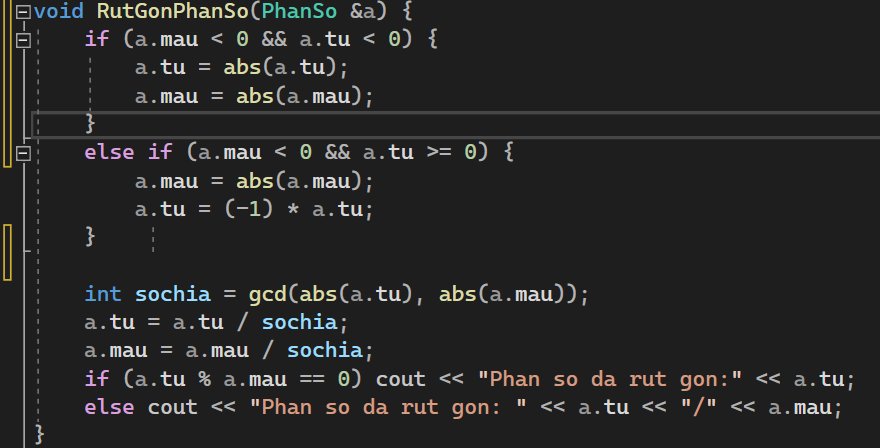 void RutGonPhanSo(PhanSo &a) {
if (a.mau < 0 && a.tu < 0) {
a.tu = abs(a.tu);
a.mau = abs(a.mau);
}
else if (a.mau < 0 && a.tu >= 0) {
a.mau = abs(a.mau);
a.tu = (-1) * a.tu;
}
int sochia = gcd(abs(a.tu), abs(a.mau));
a.tu = a.tu / sochia;
a.mau = a.mau / sochia;
if (a.tu % a.mau == 0) cout << "Phan so da rut gon:" << a.tu;
else cout << "Phan so da rut gon: " << a.tu << "/" << a.mau;
}